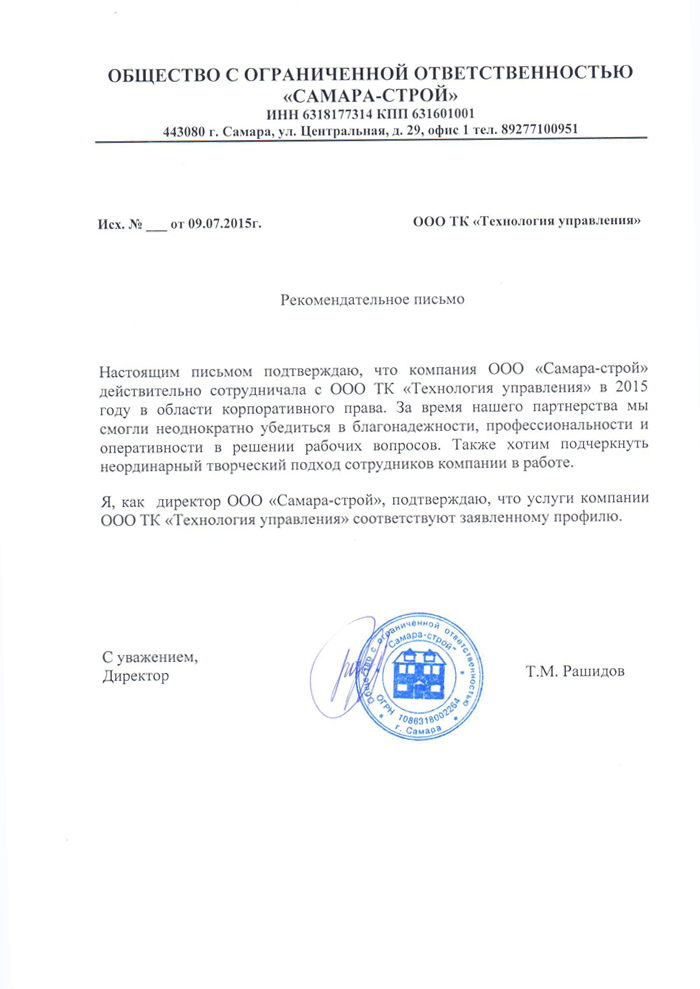 ОБЩЕСТВО С ОГРАНИЧЕННОЙ ОТВЕТСТВЕННОСТЬЮ
«САМАРА-СТРОЙ»
ИНН 6318177314 КПП 631601001
443080 г. Самара, ул. Центральная, д. 29, офис 1 тел. 89277100951
Исх. № ___ от 09.07.2015г. ООО ТК «Технология управления»
Рекомендательное письмо
Настоящим письмом подтверждаю, что компания ООО «Самара-строй»
действительно сотрудничала с ООО ТК «Технология управления» в 2015
году в области корпоративного права. За время нашего партнерства мы
смогли неоднократно убедиться в благонадежности, профессиональности и
оперативности в решении рабочих вопросов. Также хотим подчеркнуть
неординарный творческий подход сотрудников компании в работе.
Я, как директор ООО «Самара-строй», подтверждаю, что услуги компании
ООО ТК «Технология управления» соответствуют заявленному профилю.
С уважением,
Директор Т.М. Рашидов
Общество с ограниченной ответственностью
"Самара-строй"
ОГРН 1086318002264
г. Самара